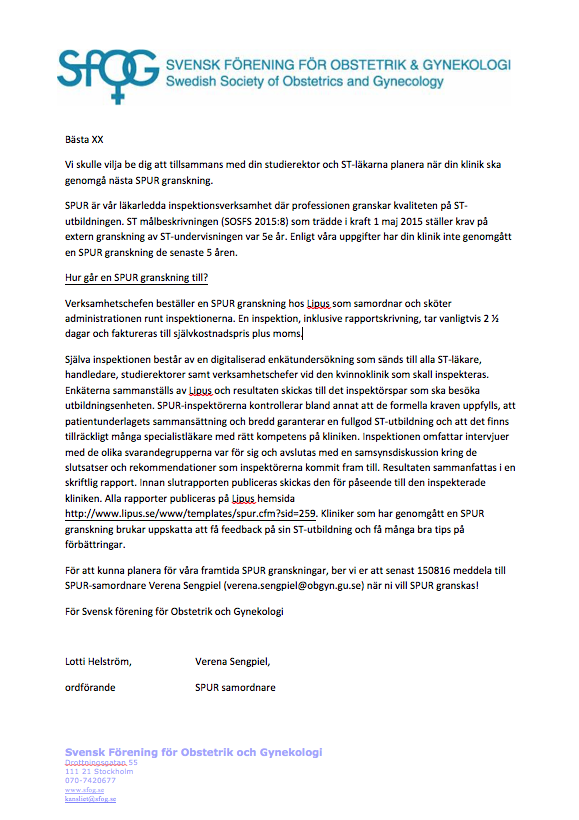 SFOG SVENSK FÖRENING FÖR OBSTETRIK & GYNEKOLOGI
Swedish Society of Obstetrics and Gynecology
Bästa XX
Vi skulle vilja be dig att tillsammans med din studierektor och ST-läkarna planera när din klinik ska
genomgå nästa SPUR granskning.
SPUR är vår läkarledda inspektionsverksamhet där professionen granskar kvaliteten på ST-
utbildningen. ST målbeskrivningen (SOSFS 2015:8) som trädde i kraft 1 maj 2015 ställer krav på
extern granskning av ST-undervisningen var 5e år. Enligt våra uppgifter har din klinik inte genomgått
en SPUR granskning de senaste 5 åren.
Hur går en SPUR granskning till?
Verksamhetschefen beställer en SPUR granskning hos Lipus som samordnar och sköter
administrationen runt inspektionerna. En inspektion, inklusive rapportskrivning, tar vanligtvis 2 ½
dagar och faktureras till självkostnadspris plus moms.
Själva inspektionen består av en digitaliserad enkätundersökning som sänds till alla ST-läkare,
handledare, studierektorer samt verksamhetschefer vid den kvinnoklinik som skall inspekteras.
Enkäterna sammanställs av Lipus och resultaten skickas till det inspektörspar som ska besöka
utbildningsenheten. SPUR-inspektörerna kontrollerar bland annat att de formella kraven uppfylls, att
patientunderlagets sammansättning och bredd garanterar en fullgod ST-utbildning och att det finns
tillräckligt många specialistläkare med rätt kompetens på kliniken. Inspektionen omfattar intervjuer
med de olika svarandegrupperna var för sig och avslutas med en samsynsdiskussion kring de
slutsatser och rekommendationer som inspektörerna kommit fram till. Resultaten sammanfattas i en
skriftlig rapport. Innan slutrapporten publiceras skickas den för påseende till den inspekterade
kliniken. Alla rapporter publiceras på Lipus hemsida
http://www.lipus.se/www/templates/spur.cfm?sid=259. Kliniker som har genomgått en SPUR
granskning brukar uppskatta att få feedback på sin ST-utbildning och få många bra tips på
förbättringar.
För att kunna planera för våra framtida SPUR granskningar, ber vi er att senast 150816 meddela till
SPUR-samordnare Verena Sengpiel (verena.sengpiel@obgyn.gu.se) när ni vill SPUR granskas!
För Svensk förening för Obstetrik och Gynekologi
Lotti Helström, Verena Sengpiel,
ordförande SPUR samordnare
Svensk Förening för Obstetrik och Gynekologi
Drottningsgatan 55
111 21 Stockholm
070-7420677
www.sfog.se
kansliet@sfog.se